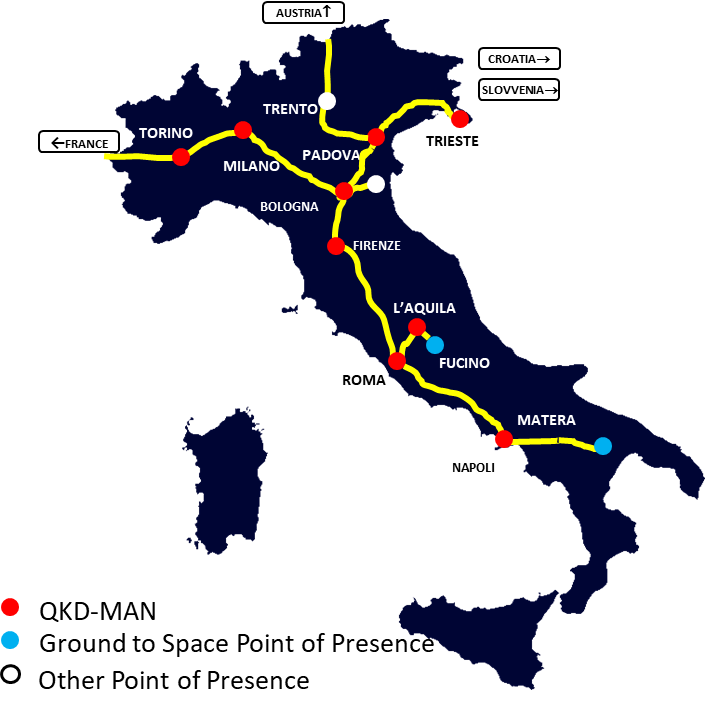 AUSTRIA↑
CROATIA→
SLOVVENIA→
TRENTO
TORINO
TRIESTE
←FRANCE
PADOVA
MILANO
BOLOGNA
FIRENZE
L’AQUILA
FUCINO
ROMA
MATERA
NAPOLI
QKD-MAN
Ground to Space Point of Presence
Other Point of Presence